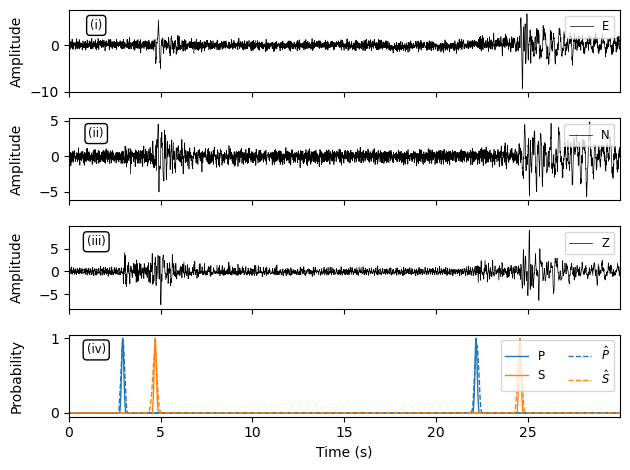 (i)
E
Amplitude
0
−10
(ii)
N
Amplitude
5
0
−5
(iii)
Z
Amplitude
5
0
−5
(iv)
P
S
P̂
Ŝ
Probability
1
0
0 5 10 15 20 25
Time (s)